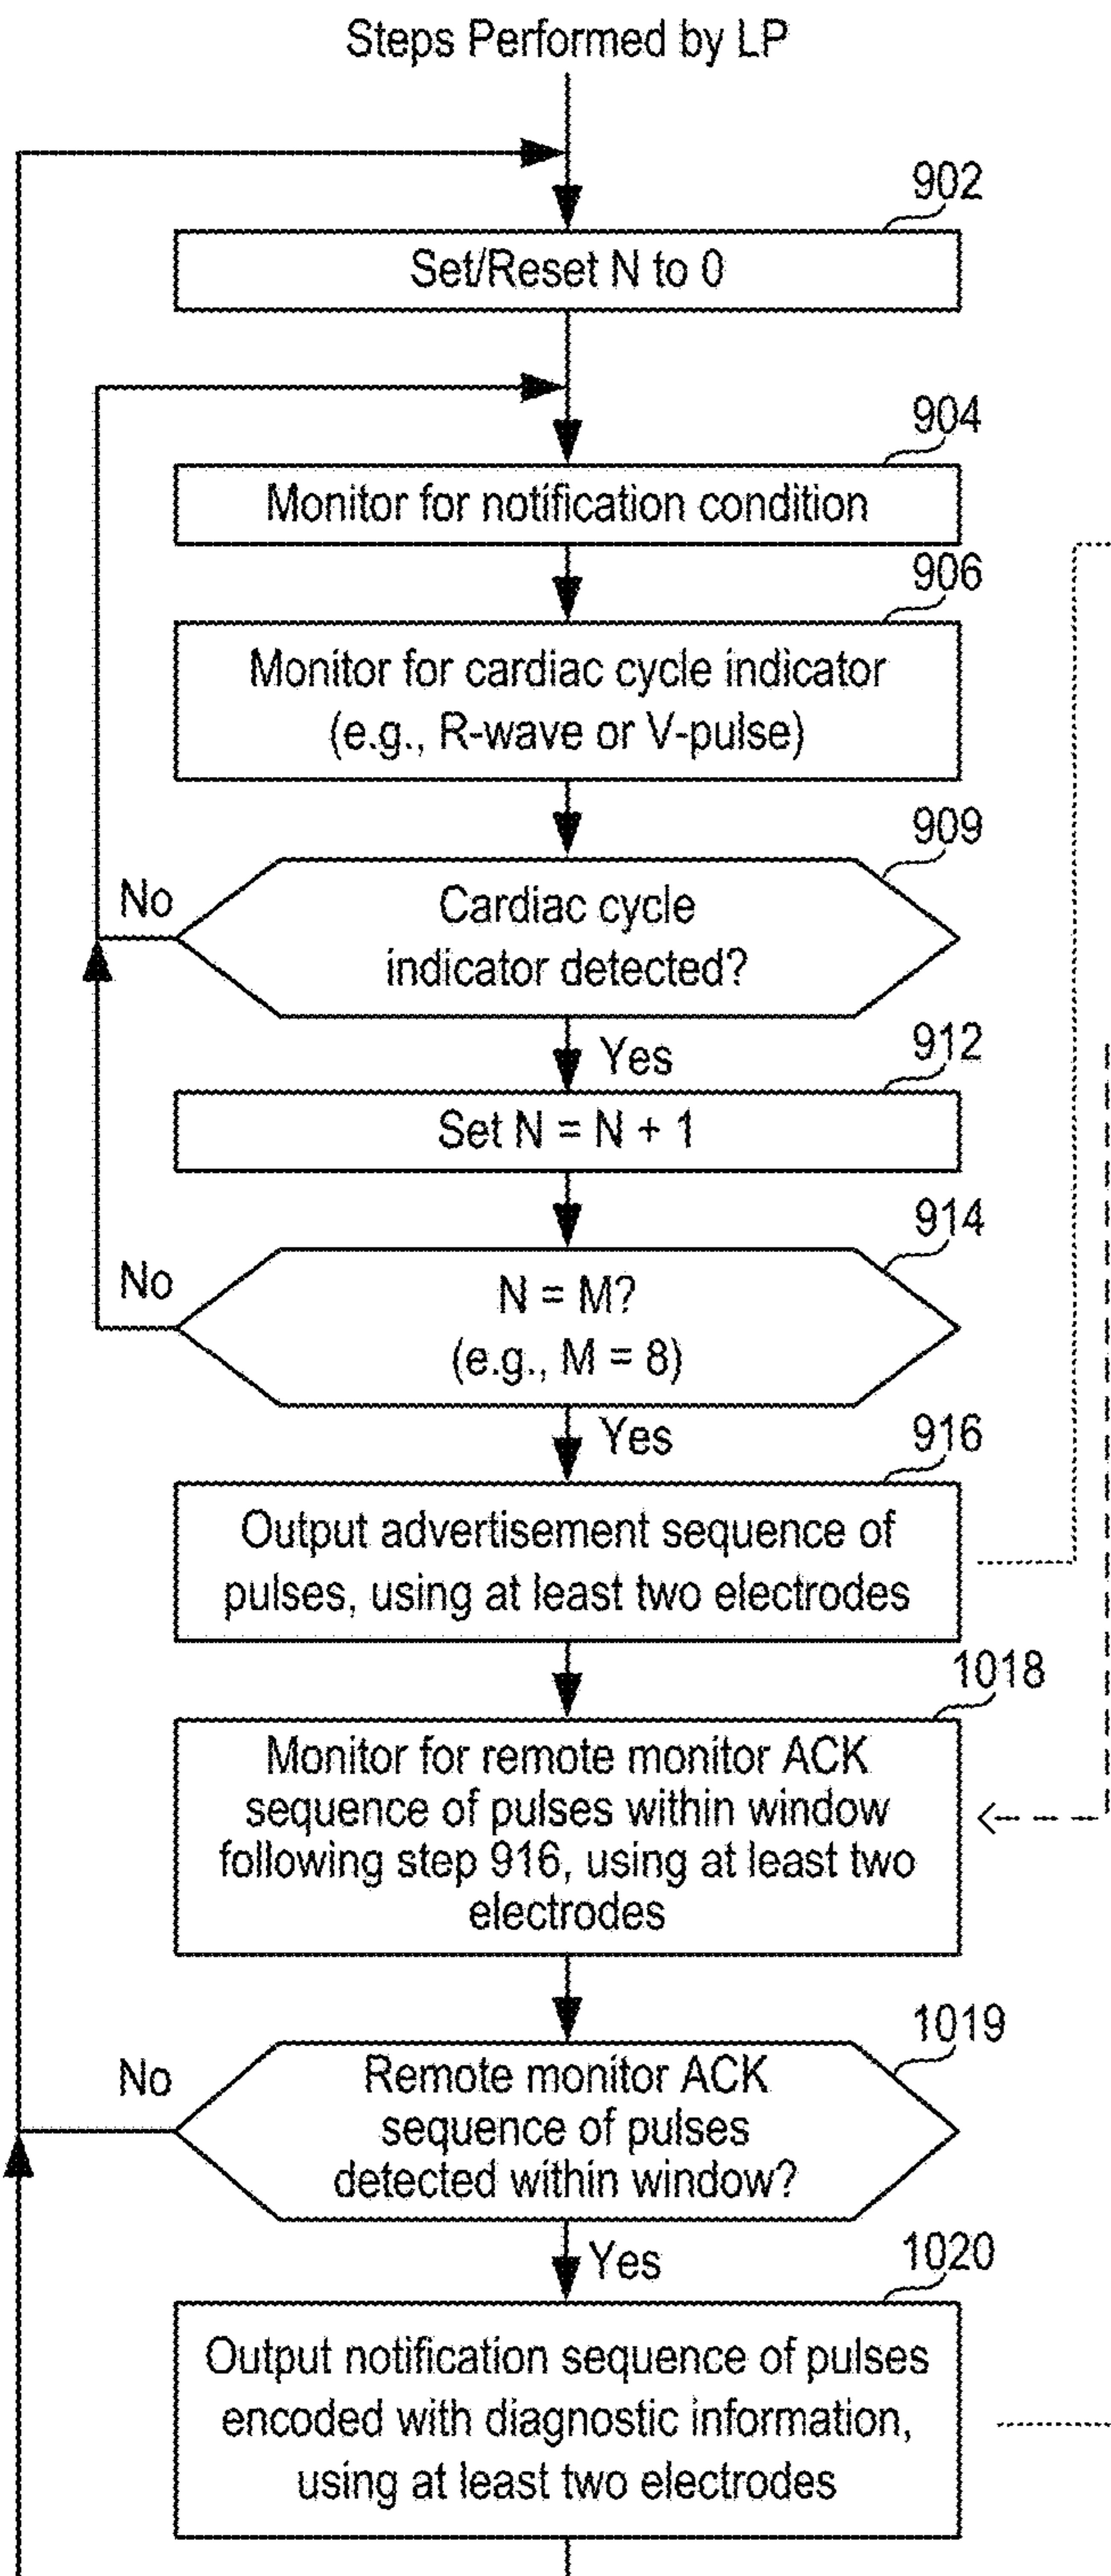 Steps Performed by LP
902
Set/Reset N to 0
904
Monitor for notification condition
906
Monitor for cardiac cycle indicator
(e.g., R-wave or V-pulse)
909
No
Cardiac cycle
indicator detected?
Yes
912
Set N = N + 1
914
No
N = M?
(e.g., M = 8)
Yes
916
Output advertisement sequence of
pulses, using at least two electrodes
1018
Monitor for remote monitor ACK
sequence of pulses within window
following step 916, using at least two
electrodes
1019
No
Remote monitor ACK
sequence of pulses
detected within window?
Yes
1020
Output notification sequence of pulses
encoded with diagnostic information,
using at least two electrodes